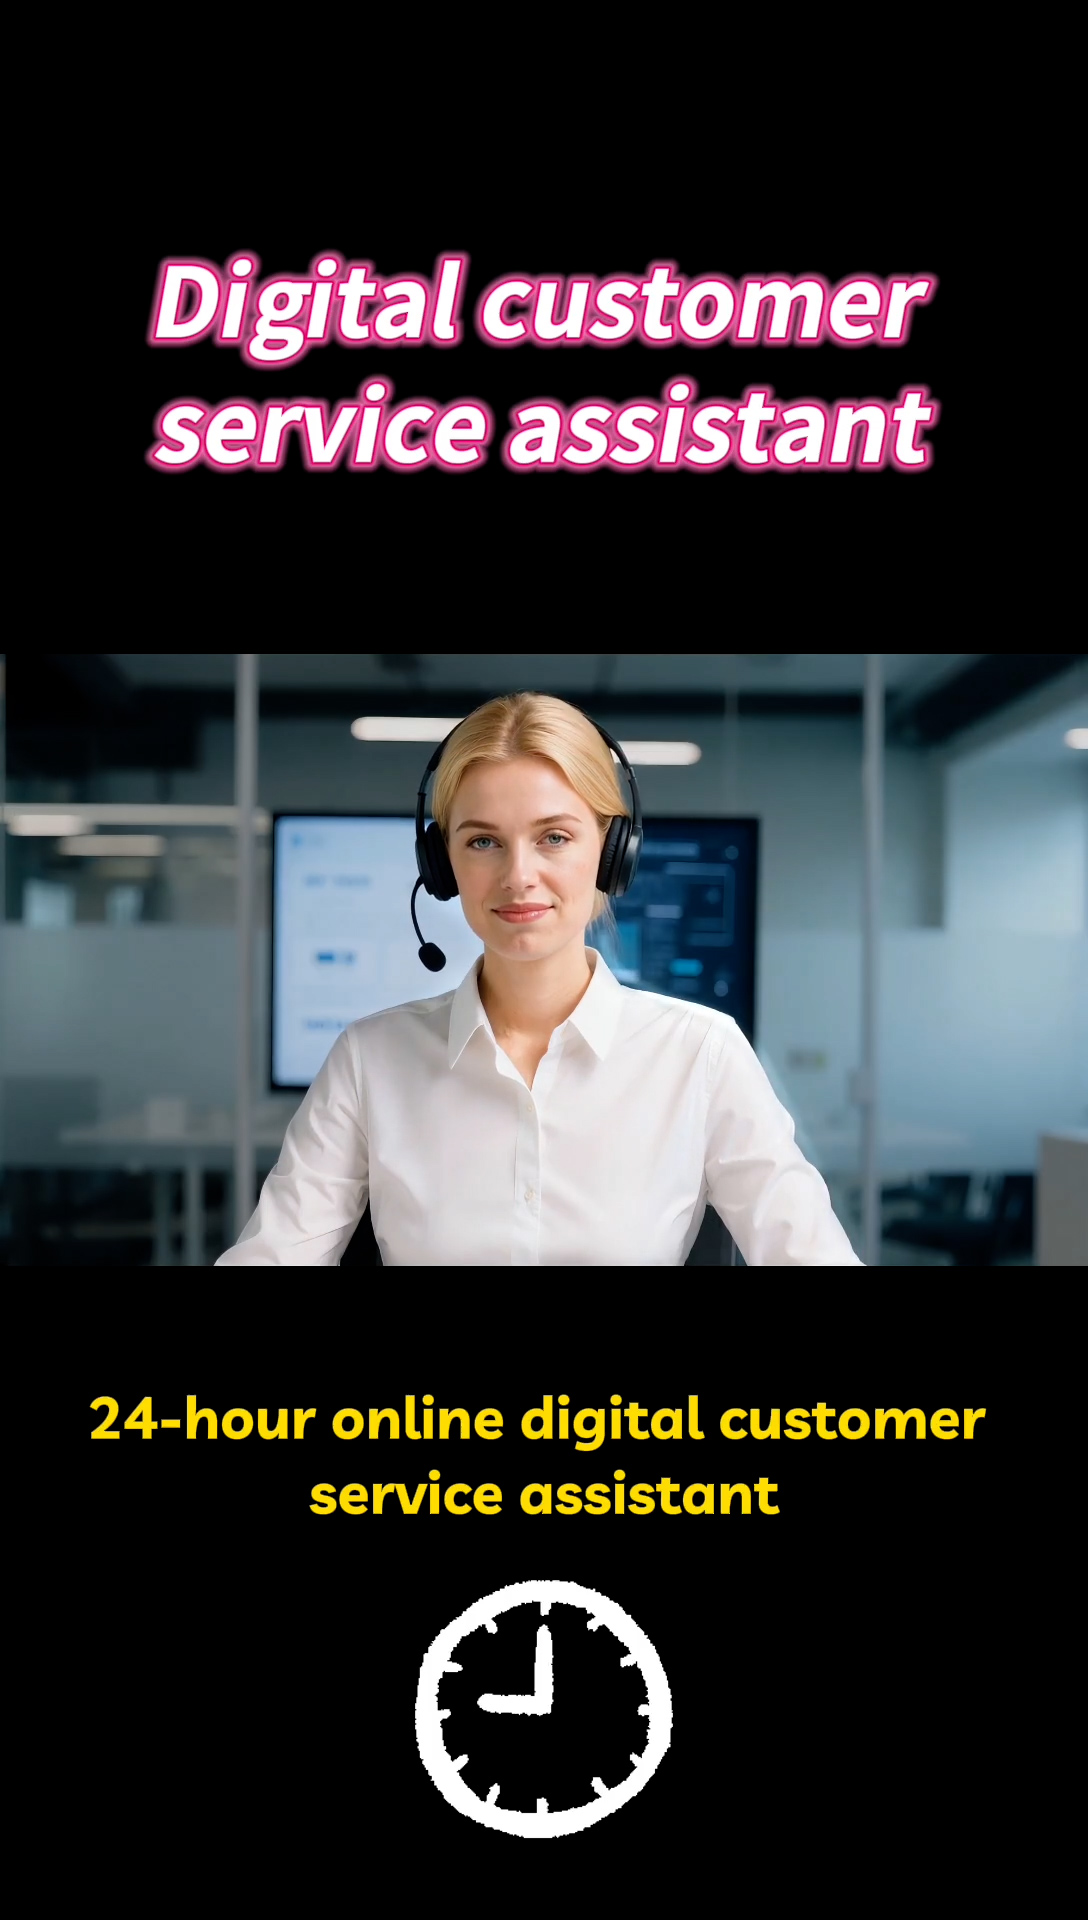 Digital customer
service assistant
24-hour online digital customer
service assistant